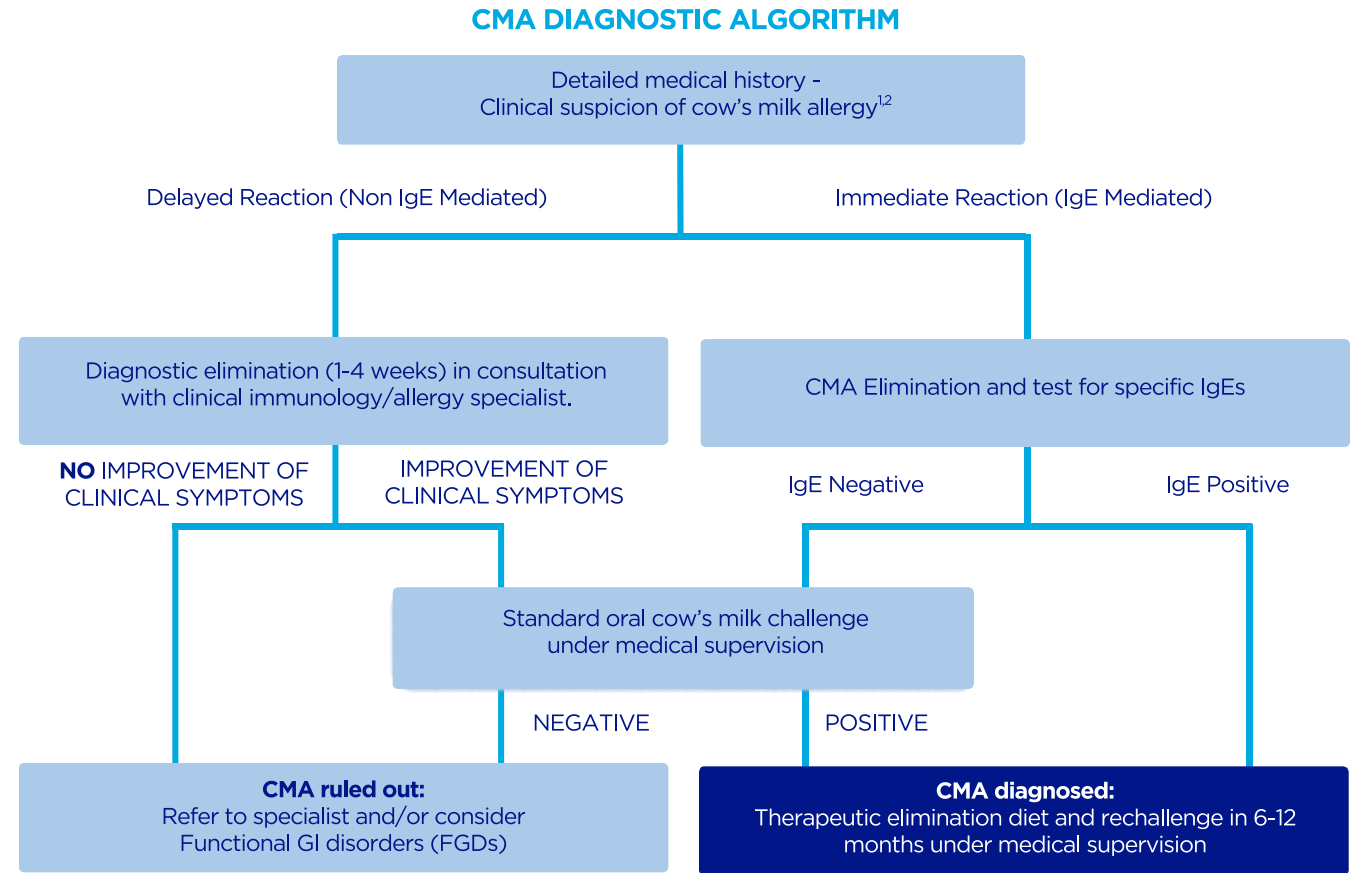 CMA DIAGNOSTIC ALGORITHM
Detailed medical history -
Clinical suspicion of cow's milk allergy1,2
Delayed Reaction (Non IgE Mediated)
Immediate Reaction (IgE Mediated)
Diagnostic elimination (1-4 weeks) in consultation
with clinical immunology/allergy specialist.
CMA Elimination and test for specific IgEs
NO IMPROVEMENT OF
CLINICAL SYMPTOMS
IMPROVEMENT OF
CLINICAL SYMPTOMS
IgE Negative
IgE Positive
Standard oral cow's milk challenge
under medical supervision
NEGATIVE
POSITIVE
CMA ruled out:
Refer to specialist and/or consider
Functional GI disorders (FGDs)
CMA diagnosed:
Therapeutic elimination diet and rechallenge in 6-12
months under medical supervision